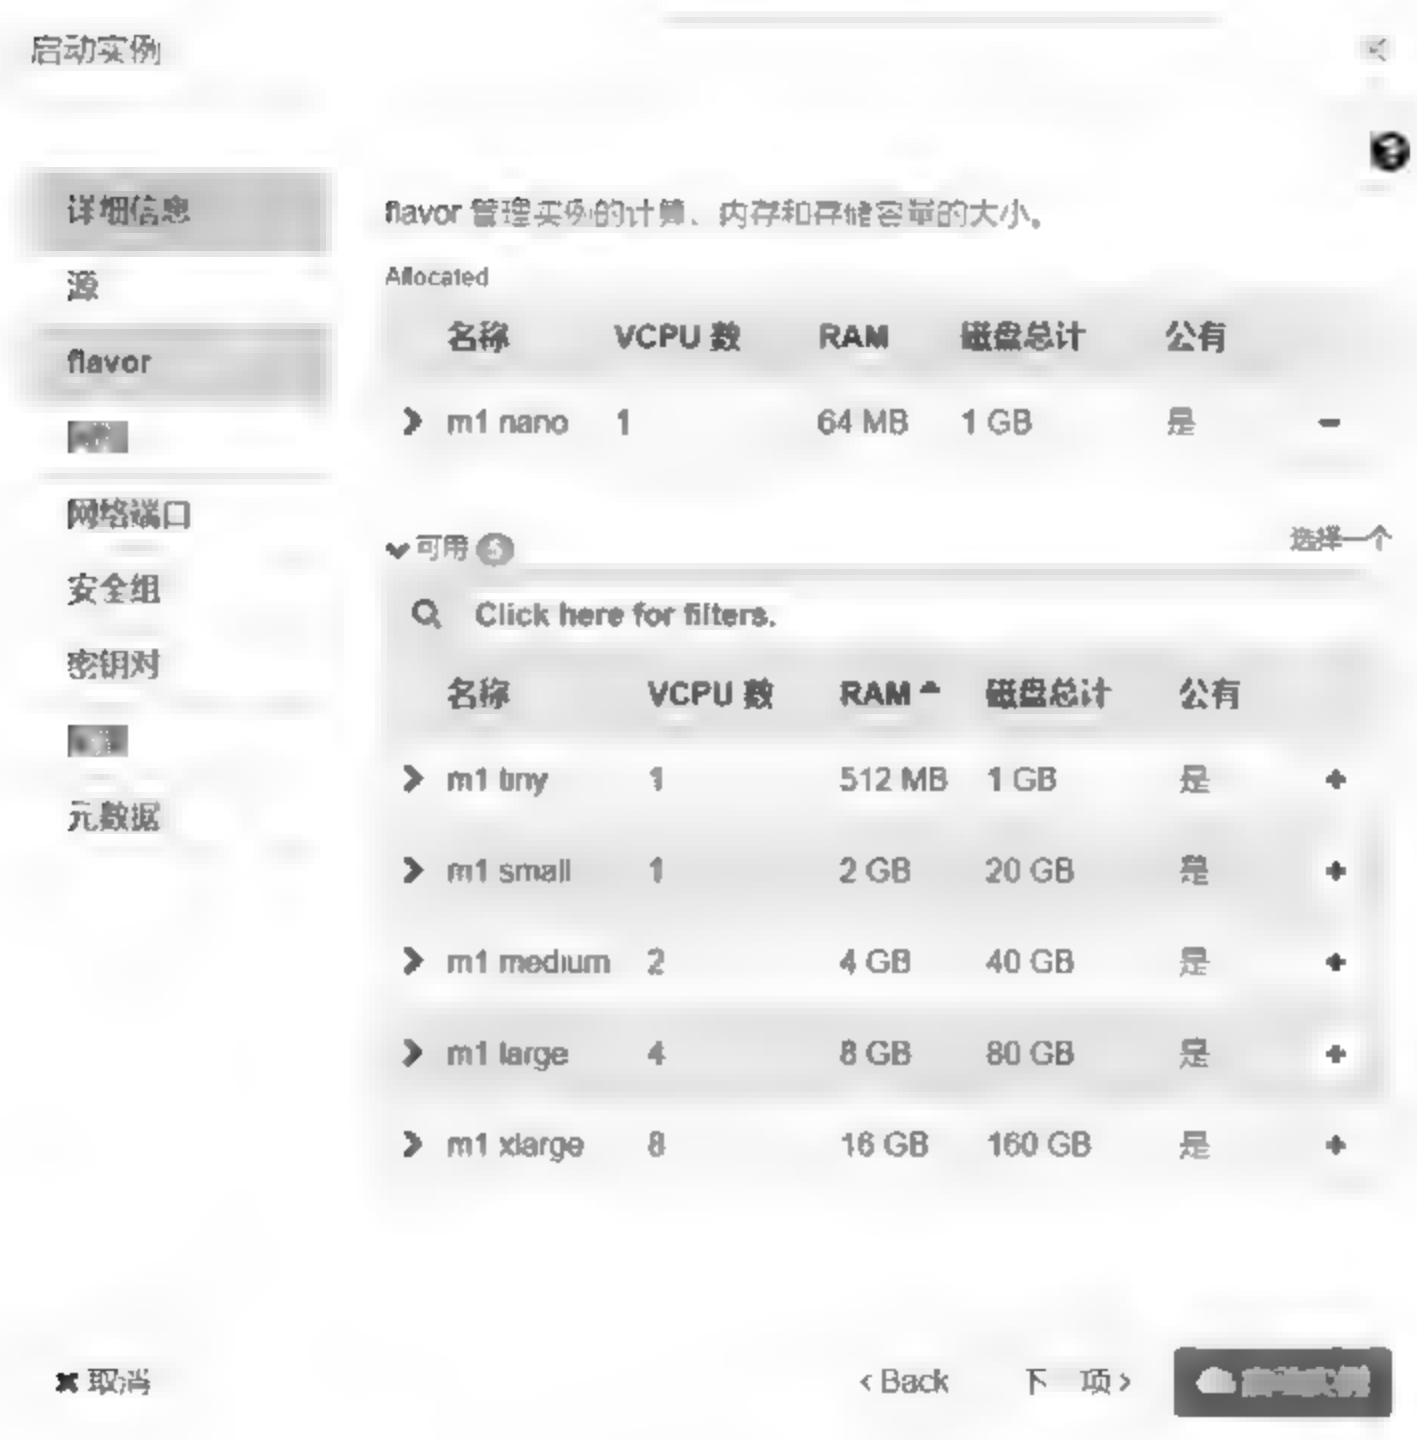 启动实例
详细信息
源
flavor
网络端口
安全组
密钥对
元数据
flavor 管理实例的计算、内存和存储容量的大小。
Allocated
名称 VCPU 数 RAM 磁盘总计 公有
m1 nano 1 64 MB 1 GB 是
可用 5 选择一个
Click here for filters.
名称 VCPU 数 RAM 磁盘总计 公有
m1 tiny 1 512 MB 1 GB 是
m1 small 1 2 GB 20 GB 是
m1 medium 2 4 GB 40 GB 是
m1 large 4 8 GB 80 GB 是
m1 xlarge 8 16 GB 160 GB 是
取消
< Back 下 项 >